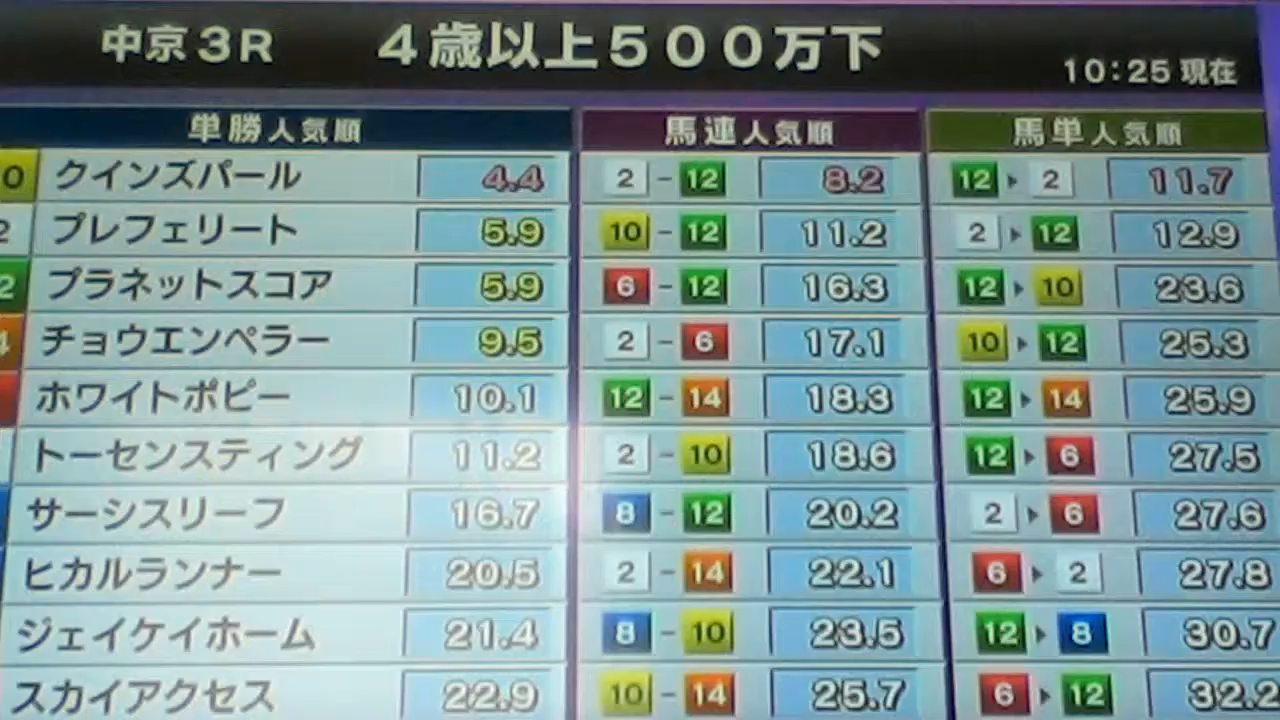 中京3R 4歳以上500万下 10:25 現在
単勝人気順 馬連人気順 馬単人気順
0 クインズパール 4.4 2 - 12 8.2 12 ▸ 2 11.7
2 プレフェリート 5.9 10 - 12 11.2 2 ▸ 12 12.9
2 プラネットスコア 5.9 6 - 12 16.3 12 ▸ 10 23.6
4 チョウエンペラー 9.5 2 - 6 17.1 10 ▸ 12 25.3
ホワイトポピー 10.1 12 - 14 18.3 12 ▸ 14 25.9
トーセンスティング 11.2 2 - 10 18.6 12 ▸ 6 27.5
サーシスリーフ 16.7 8 - 12 20.2 2 ▸ 6 27.6
ヒカルランナー 20.5 2 - 14 22.1 6 ▸ 2 27.8
ジェイケイホーム 21.4 8 - 10 23.5 12 ▸ 8 30.7
スカイアクセス 22.9 10 - 14 25.7 6 ▸ 12 32.2